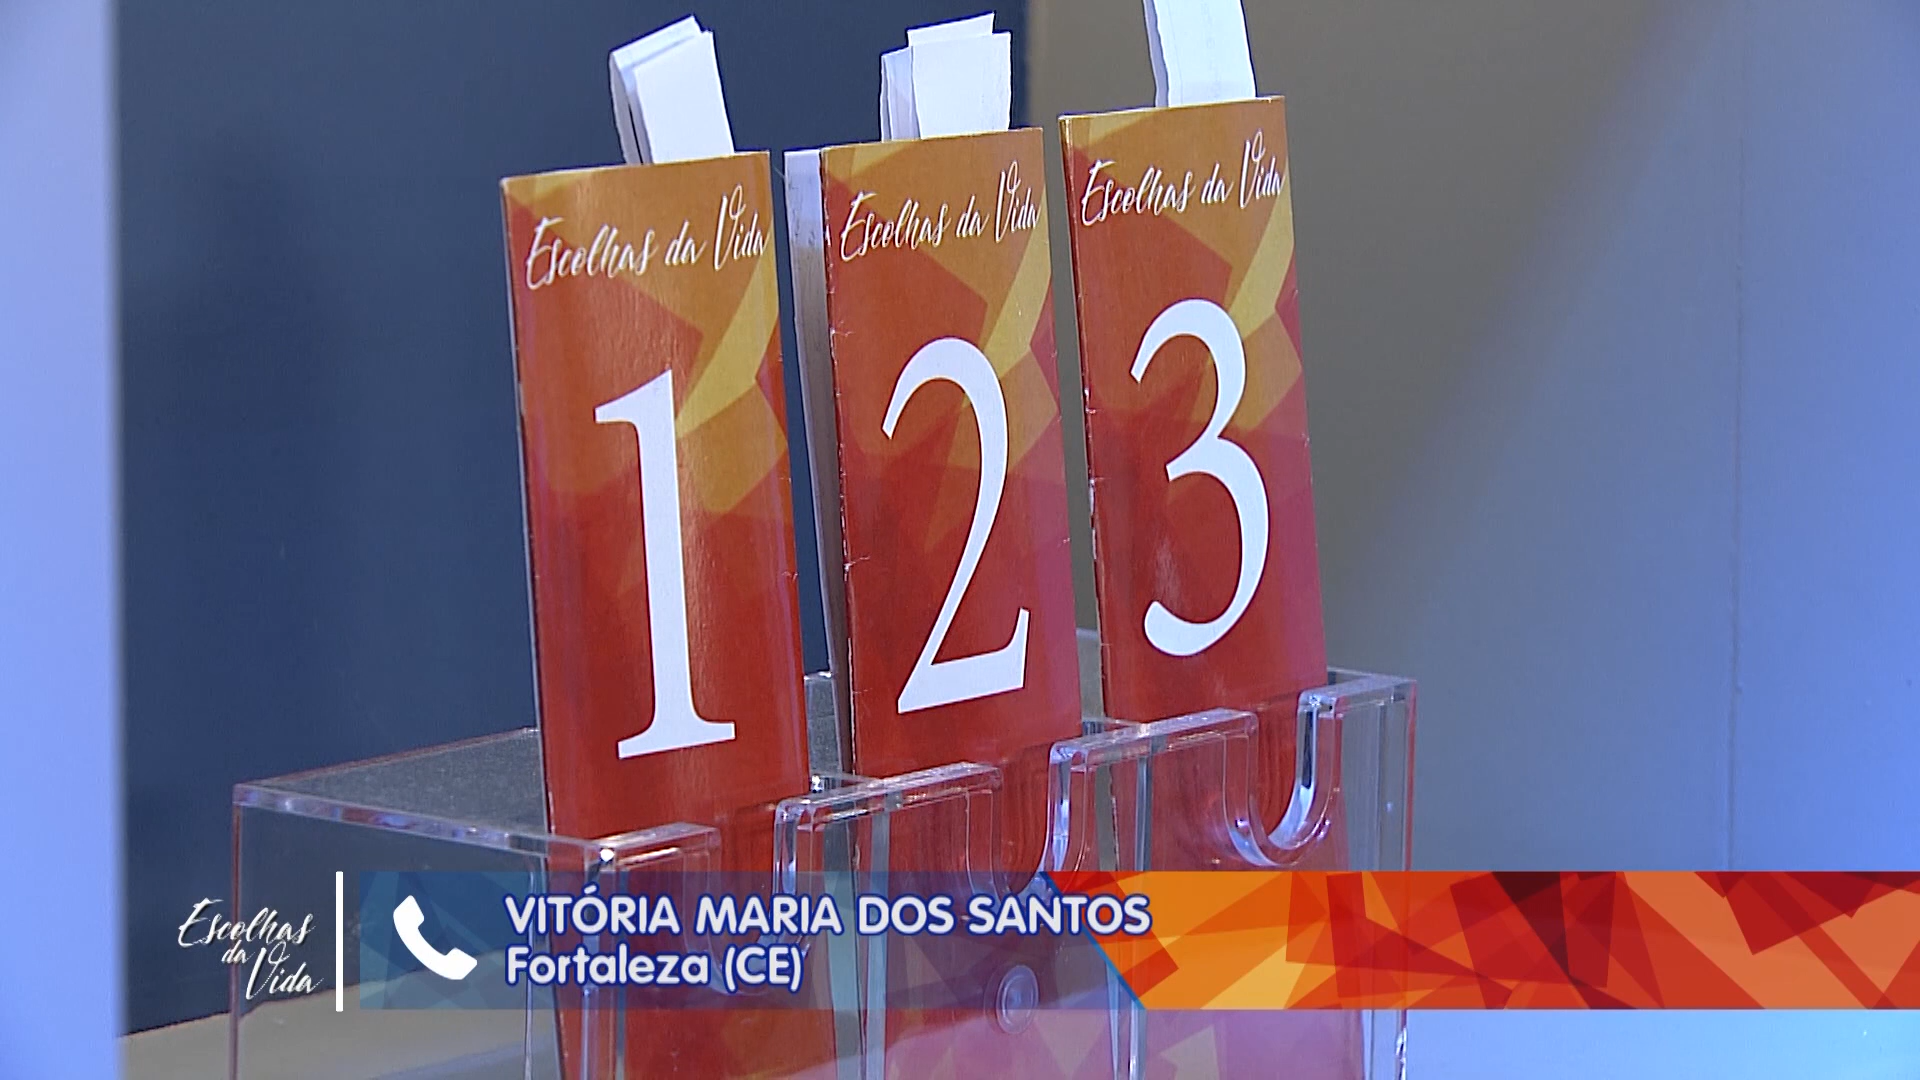 Escolhas da Vida
1
Escolhas da Vida
2
Escolhas da Vida
3
Escolhas
da
Vida
VITÓRIA MARIA DOS SANTOS
Fortaleza (CE)